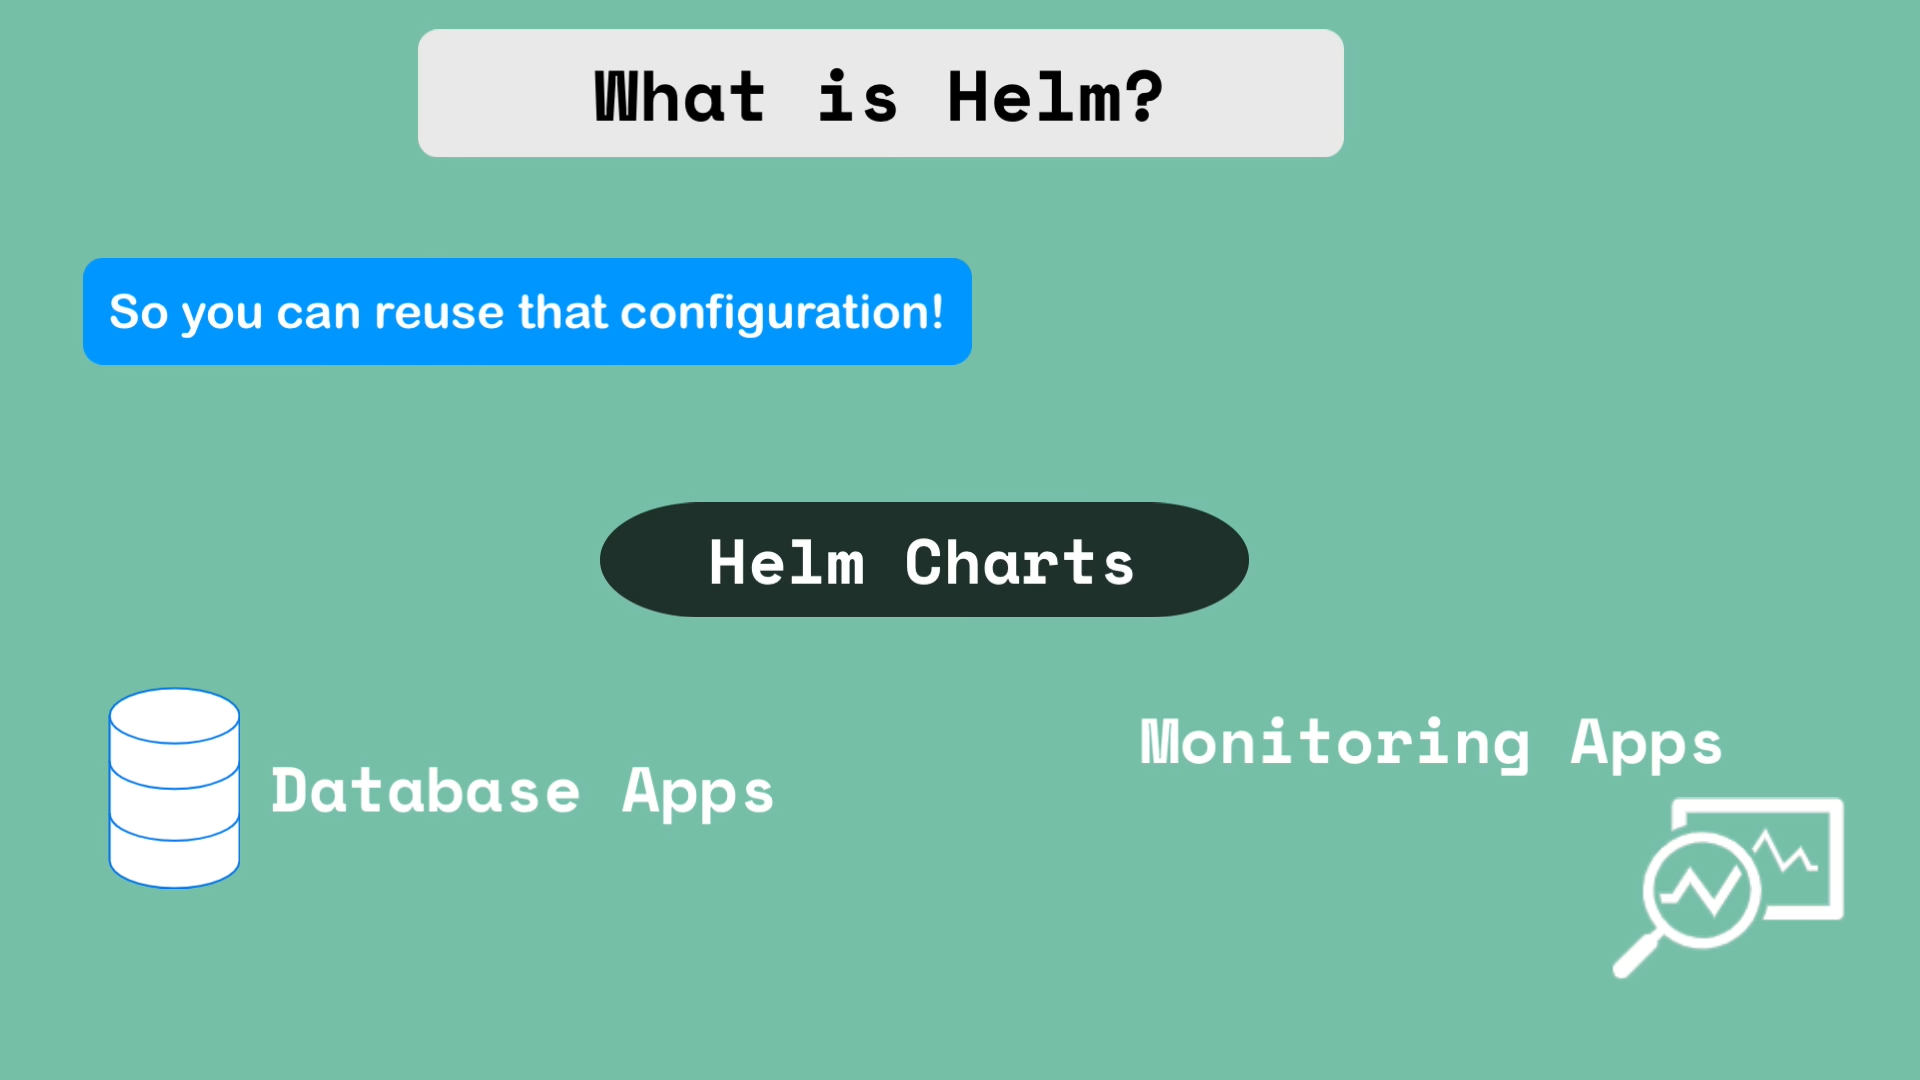 What is Helm?
So you can reuse that configuration!
Helm Charts
Monitoring Apps
Database Apps